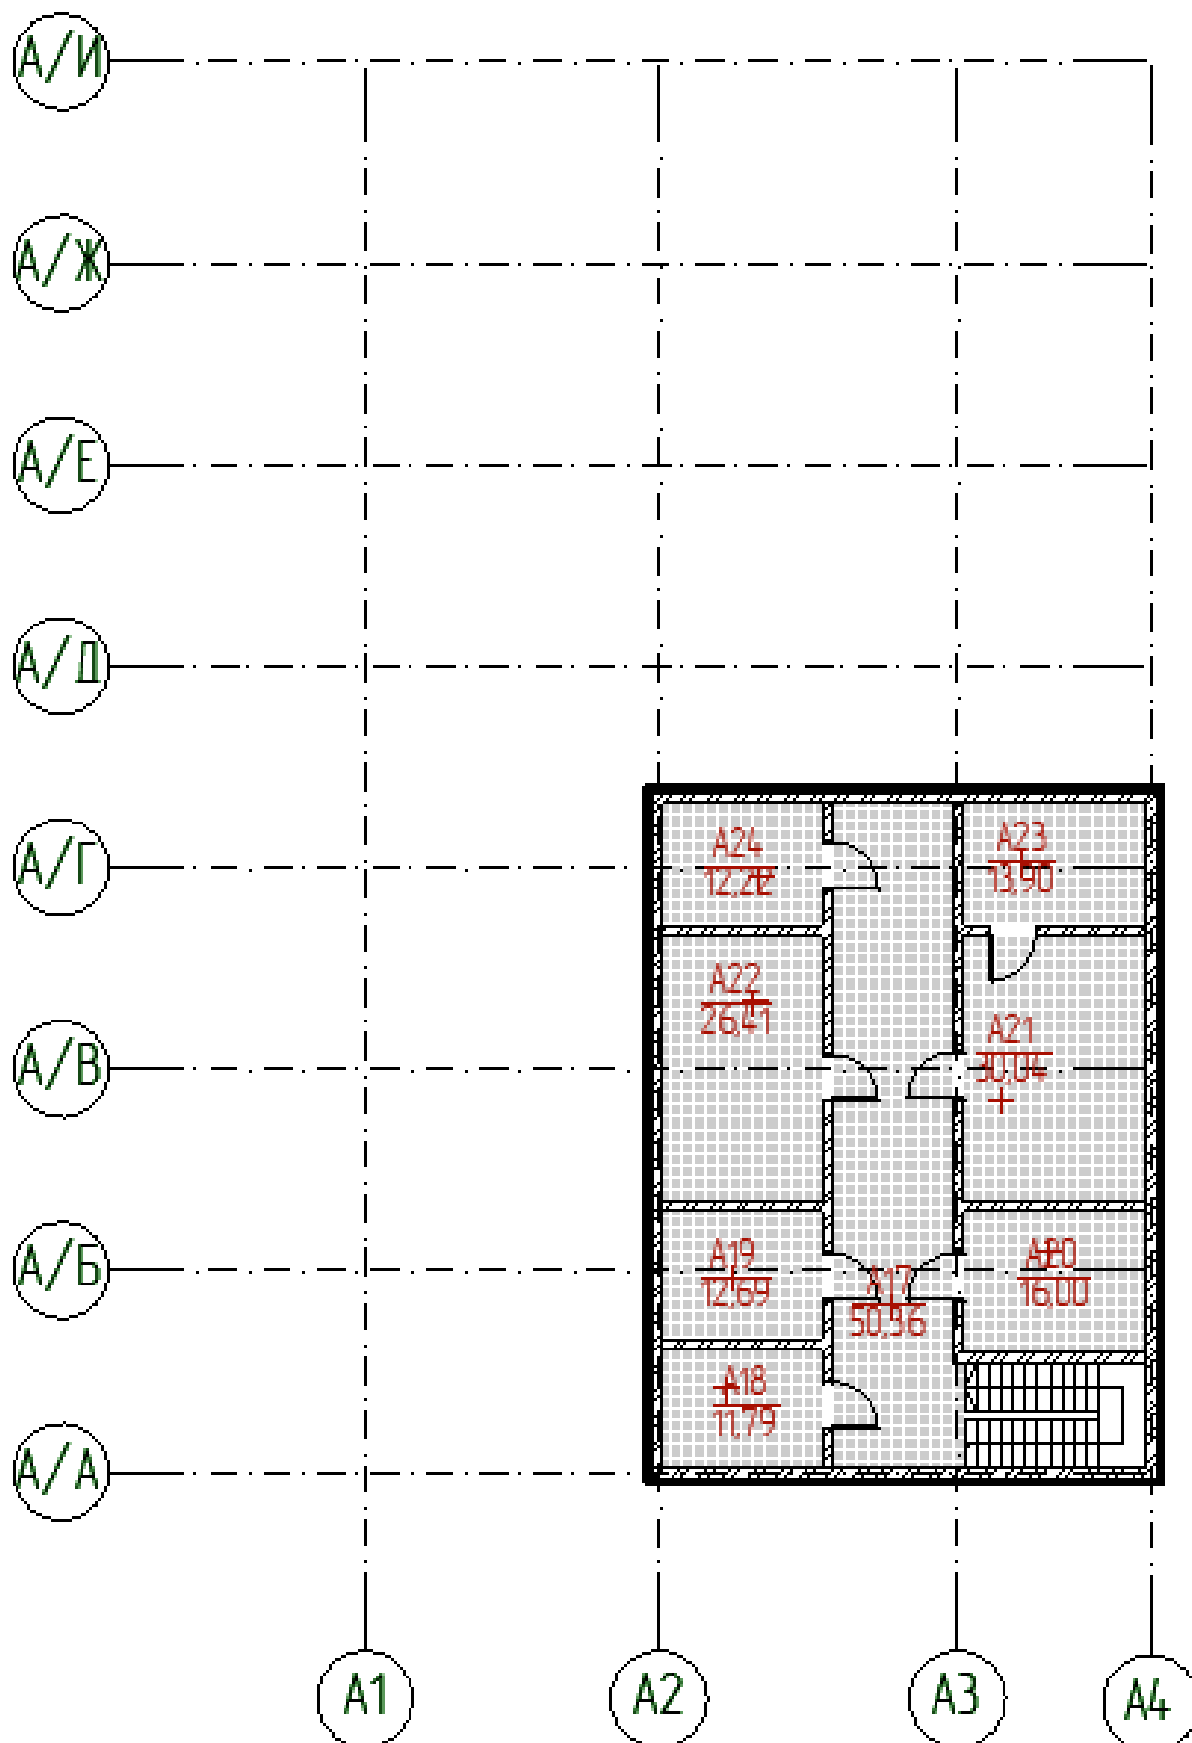 А/И
А/Ж
А/Е
А/Д
А/Г
А24
12,22
А23
13,90
А22
26,41
А/В
А21
30,04
А/Б
А19
12,69
А17
50,36
А20
16,00
А18
11,79
А/А
А1
А2
А3
А4